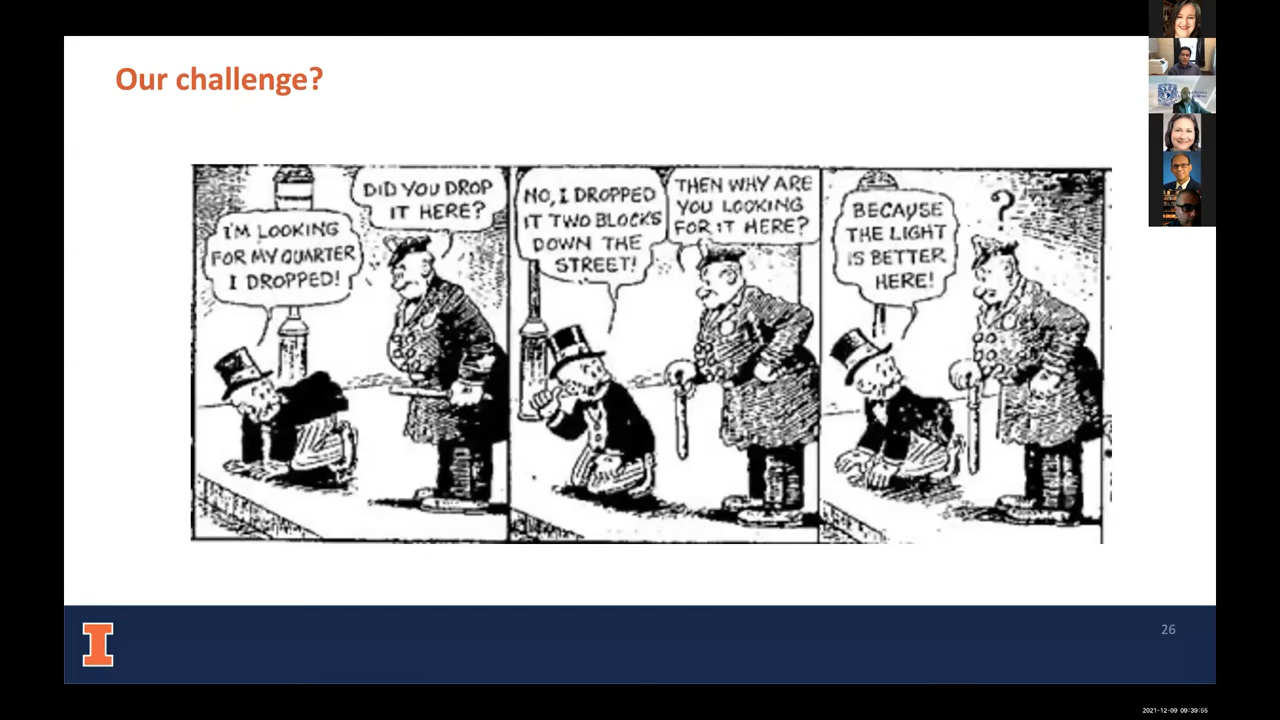 Our challenge?
I'M LOOKING
FOR MY QUARTER
I DROPPED!
DID YOU DROP
IT HERE?
NO, I DROPPED
IT TWO BLOCKS
DOWN THE
STREET!
THEN WHY ARE
YOU LOOKING
FOR IT HERE?
BECAUSE
THE LIGHT
IS BETTER
HERE!
?
I
26
2021-12-09 09:39:55